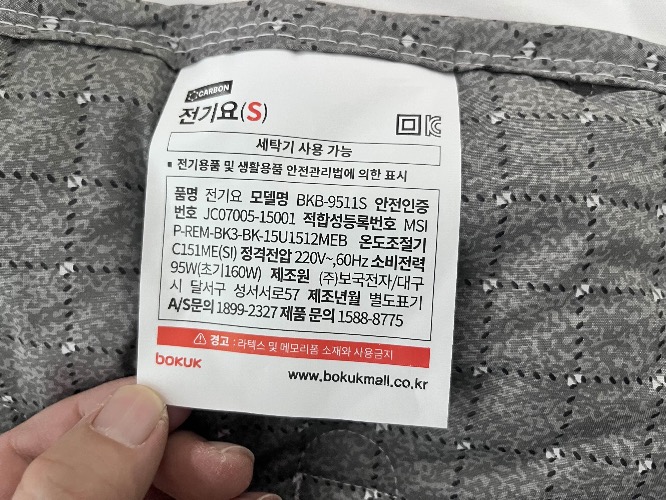 CARBON
전기요(S)
세탁기 사용 가능
▪ 전기용품 및 생활용품 안전관리법에 의한 표시
품명 전기요 모델명 BKB-9511S 안전인증
번호 JC07005-15001 적합성등록번호 MSI
P-REM-BK3-BK-15U1512MEB 온도조절기
C151ME(SI) 정격전압 220V~,60Hz 소비전력
95W(초기160W) 제조원 (주)보국전자/대구
시 달서구 성서서로57 제조년월 별도표기
A/S문의 1899-2327 제품 문의 1588-8775
경고 : 라텍스 및 메모리폼 소재와 사용금지
bokuk
www.bokukmall.co.kr